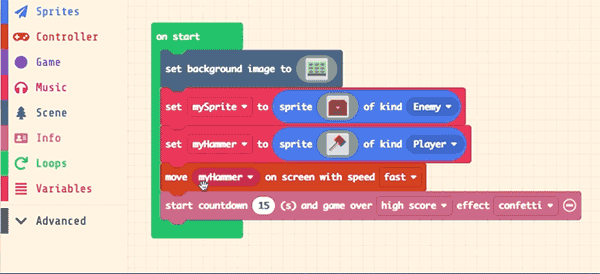 Sprites
Controller
Game
Music
Scene
Info
Loops
Variables
Advanced
on start
set background image to
set mySprite to sprite of kind Enemy
set myHammer to sprite of kind Player
move myHammer on screen with speed fast
start countdown 15 (s) and game over high score effect confetti